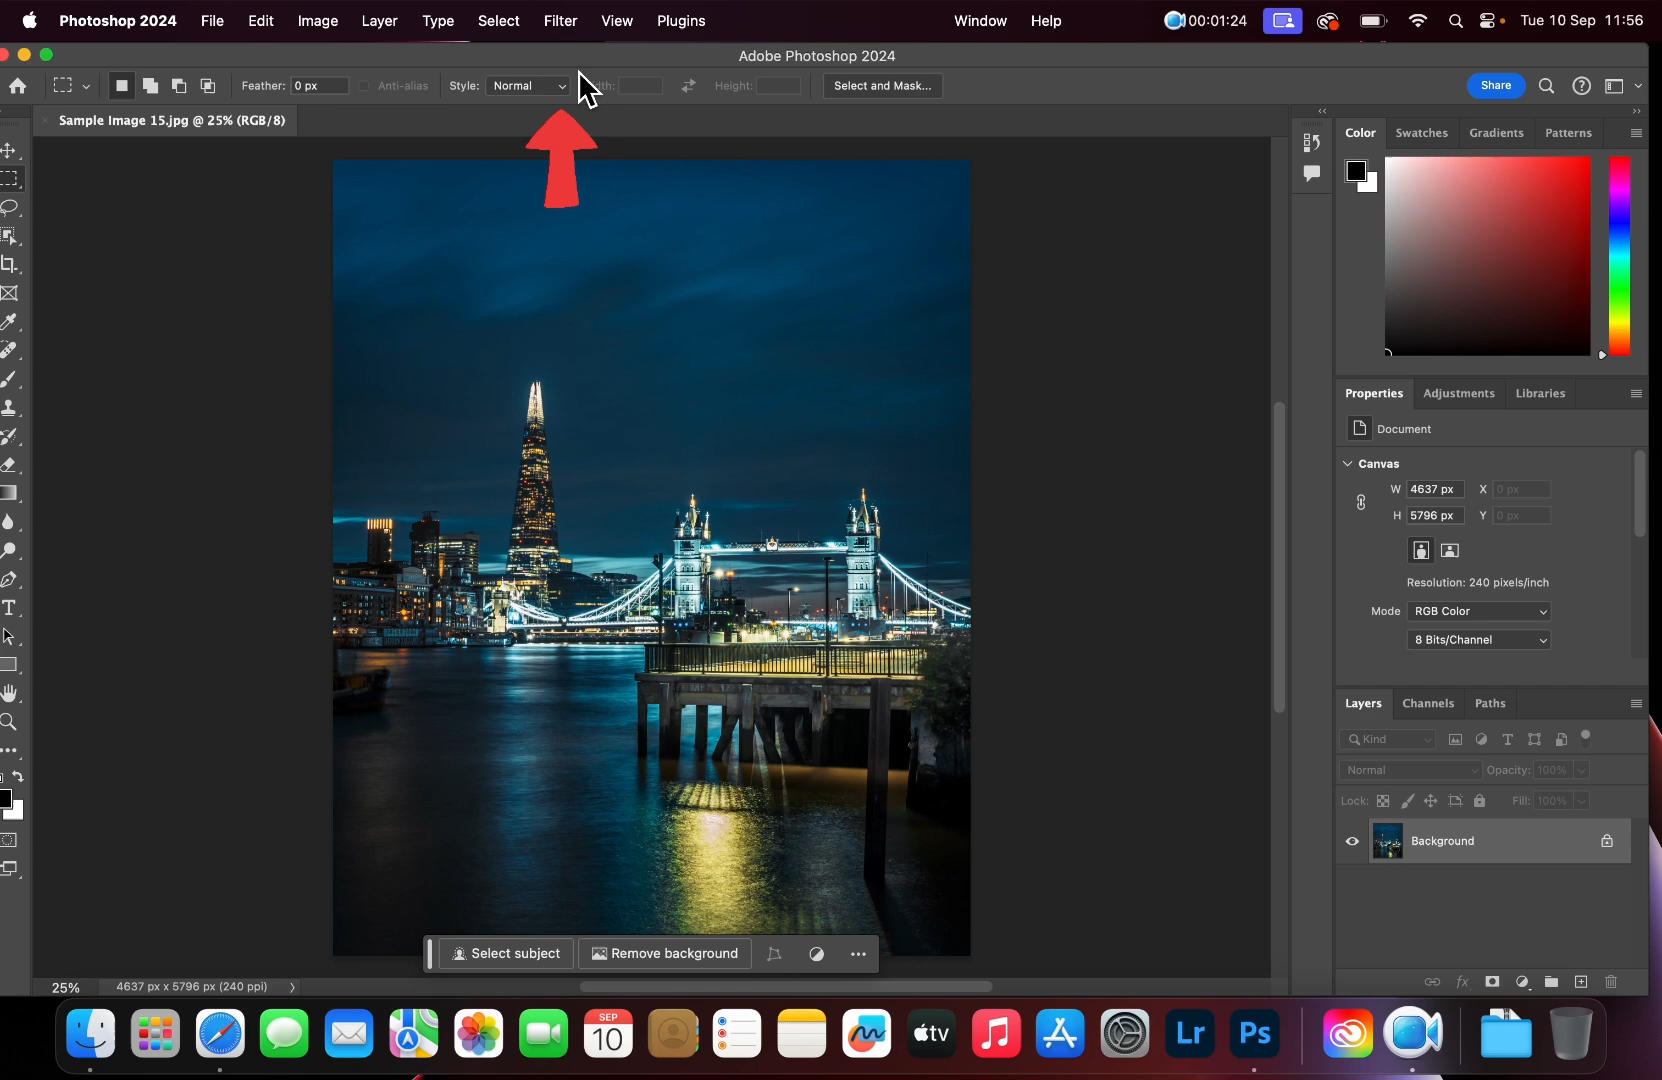 Photoshop 2024 File Edit Image Layer Type Select Filter View Plugins Window Help 00:01:24 Tue 10 Sep 11:56
Adobe Photoshop 2024
Feather: 0 px Anti-alias Style: Normal Height: Select and Mask... Share
Sample Image 15.jpg @ 25% (RGB/8)
Color Swatches Gradients Patterns
Properties Adjustments Libraries
Document
Canvas
W 4637 px X 0 px
H 5796 px Y 0 px
Resolution: 240 pixels/inch
Mode RGB Color
8 Bits/Channel
Layers Channels Paths
Kind
Normal Opacity: 100%
Lock: Fill: 100%
Background
fx
Select subject Remove background
25% 4637 px x 5796 px (240 ppi)
SEP
10
tv
Lr
Ps